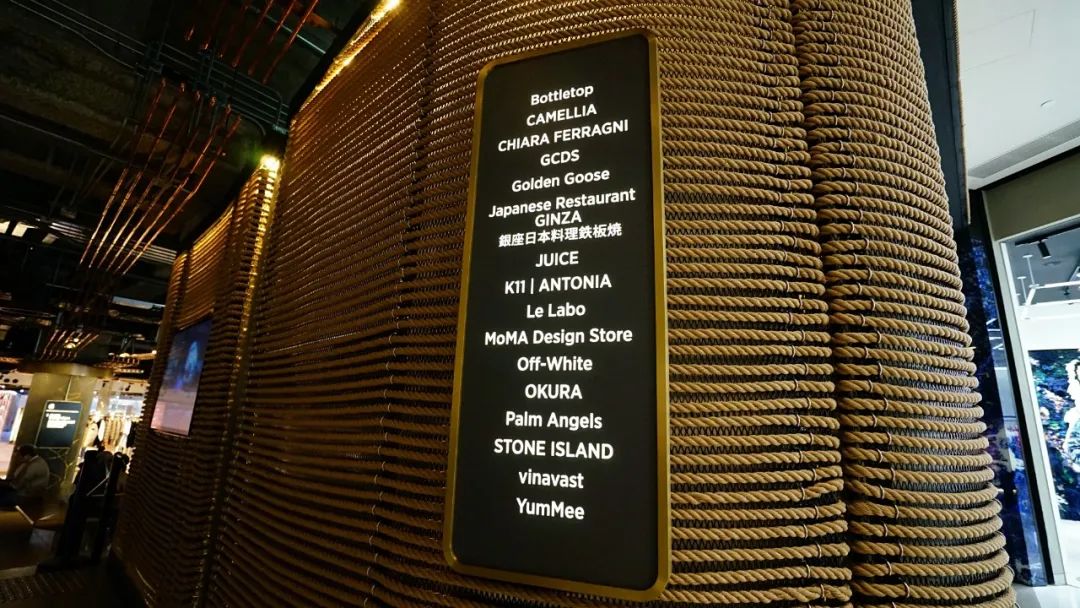 Bottletop
CAMELLIA
CHIARA FERRAGNI
GCDS
Golden Goose
Japanese Restaurant
GINZA
銀座日本料理鉄板燒
JUICE
K11 | ANTONIA
Le Labo
MoMA Design Store
Off-White
OKURA
Palm Angels
STONE ISLAND
vinavast
YumMee